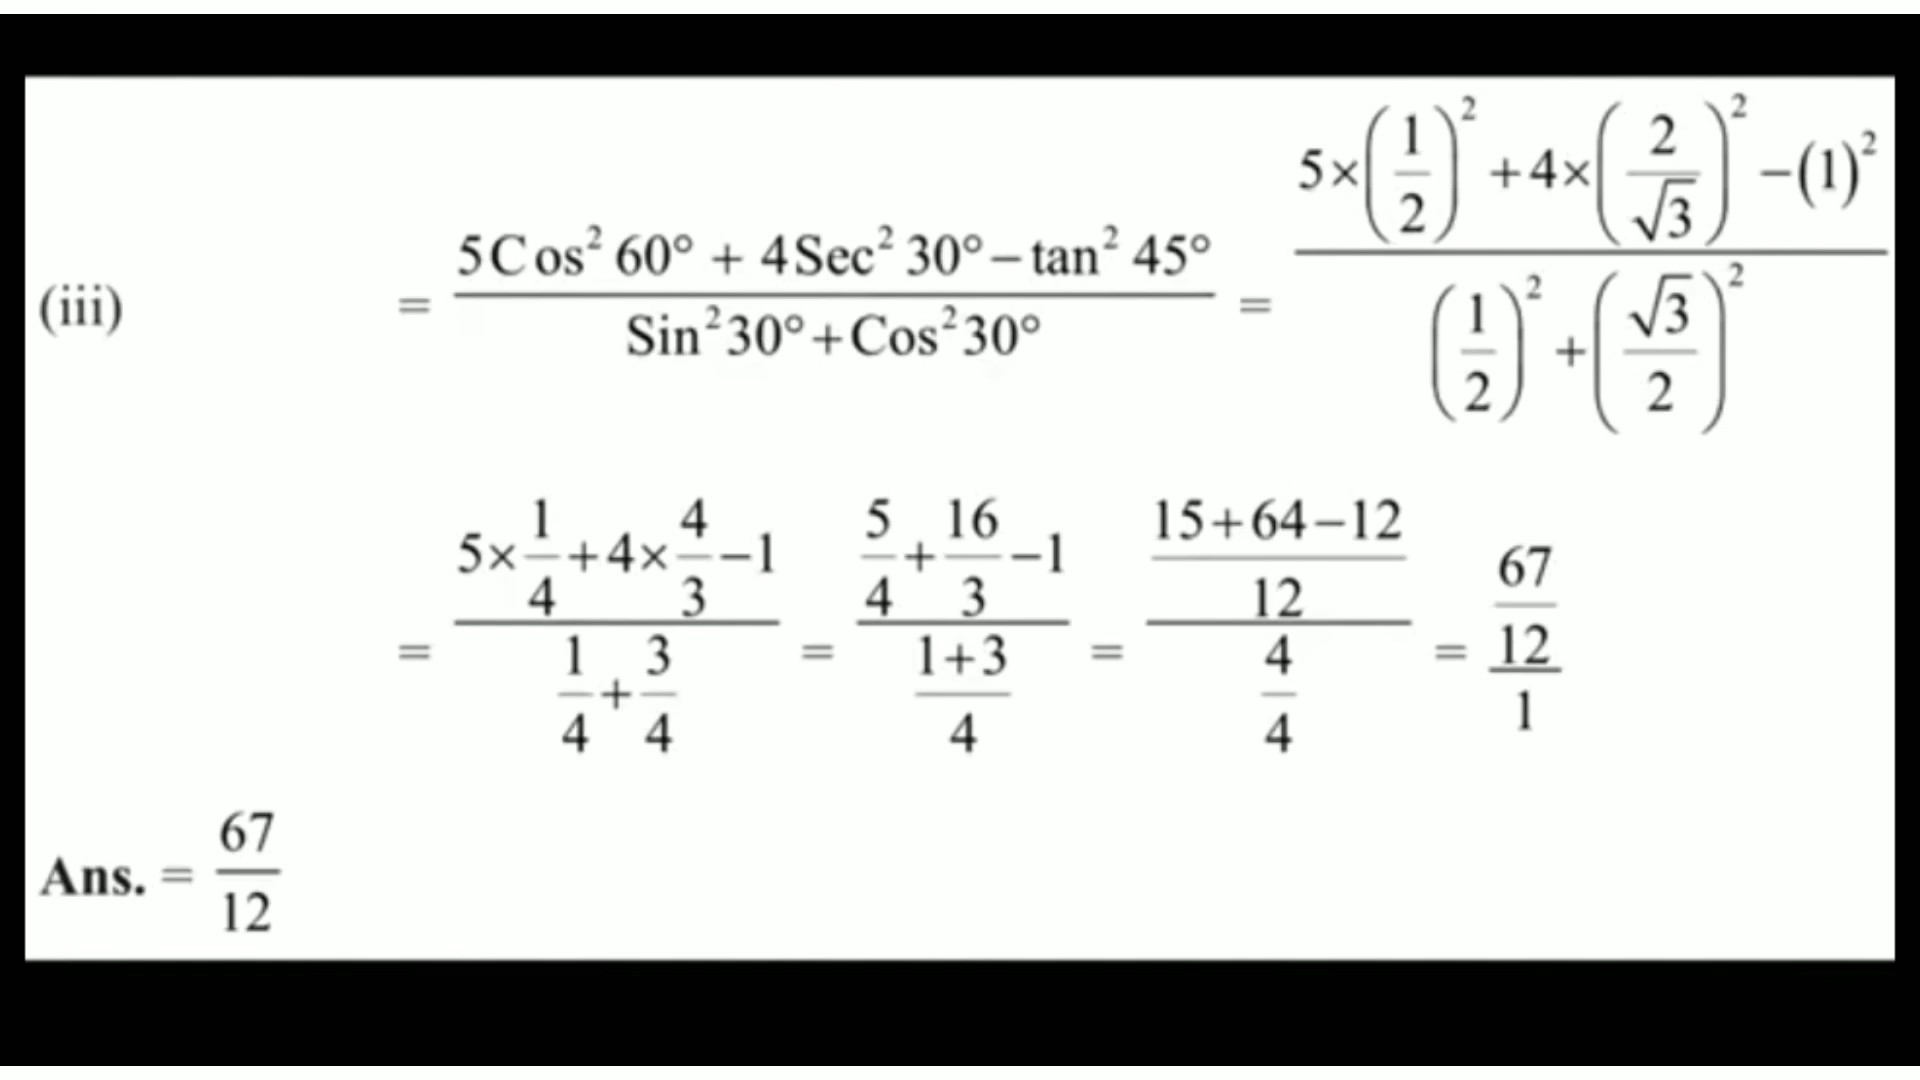 (iii) = (5Cos² 60° + 4Sec² 30° – tan² 45°) / (Sin²30° + Cos²30°) = (5×(1/2)² + 4×(2/√3)² – (1)²) / ((1/2)² + (√3/2)²)
= (5×1/4 + 4×4/3 – 1) / (1/4 + 3/4) = (5/4 + 16/3 – 1) / ((1+3)/4) = ((15+64–12)/12) / (4/4) = (67/12) / 1
Ans. = 67/12